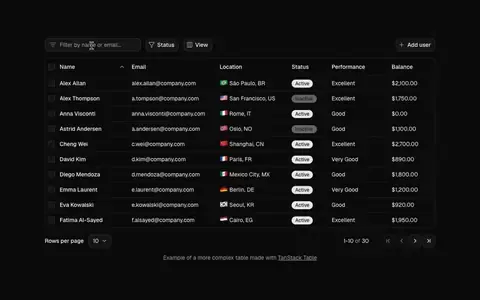 Filter by name or email... Status View Add user
Name Email Location Status Performance Balance
Alex Allan alex.allan@company.com São Paulo, BR Active Excellent $2,100.00
Alex Thompson a.tompson@company.com San Francisco, US Inactive Excellent $1,750.00
Anna Visconti anna.visconti@company.com Rome, IT Active Good $0.00
Astrid Andersen a.andersen@company.com Oslo, NO Inactive Good $1,100.00
Cheng Wei c.wei@company.com Shanghai, CN Active Excellent $2,700.00
David Kim d.kim@company.com Paris, FR Active Very Good $890.00
Diego Mendoza d.mendoza@company.com Mexico City, MX Active Good $1,800.00
Emma Laurent e.laurent@company.com Berlin, DE Active Very Good $1,200.00
Eva Kowalski e.kowalski@company.com Seoul, KR Active Good $920.00
Fatima Al-Sayed f.alsayed@company.com Cairo, EG Active Excellent $1,950.00
Rows per page 10 1-10 of 30
Example of a more complex table made with TanStack Table